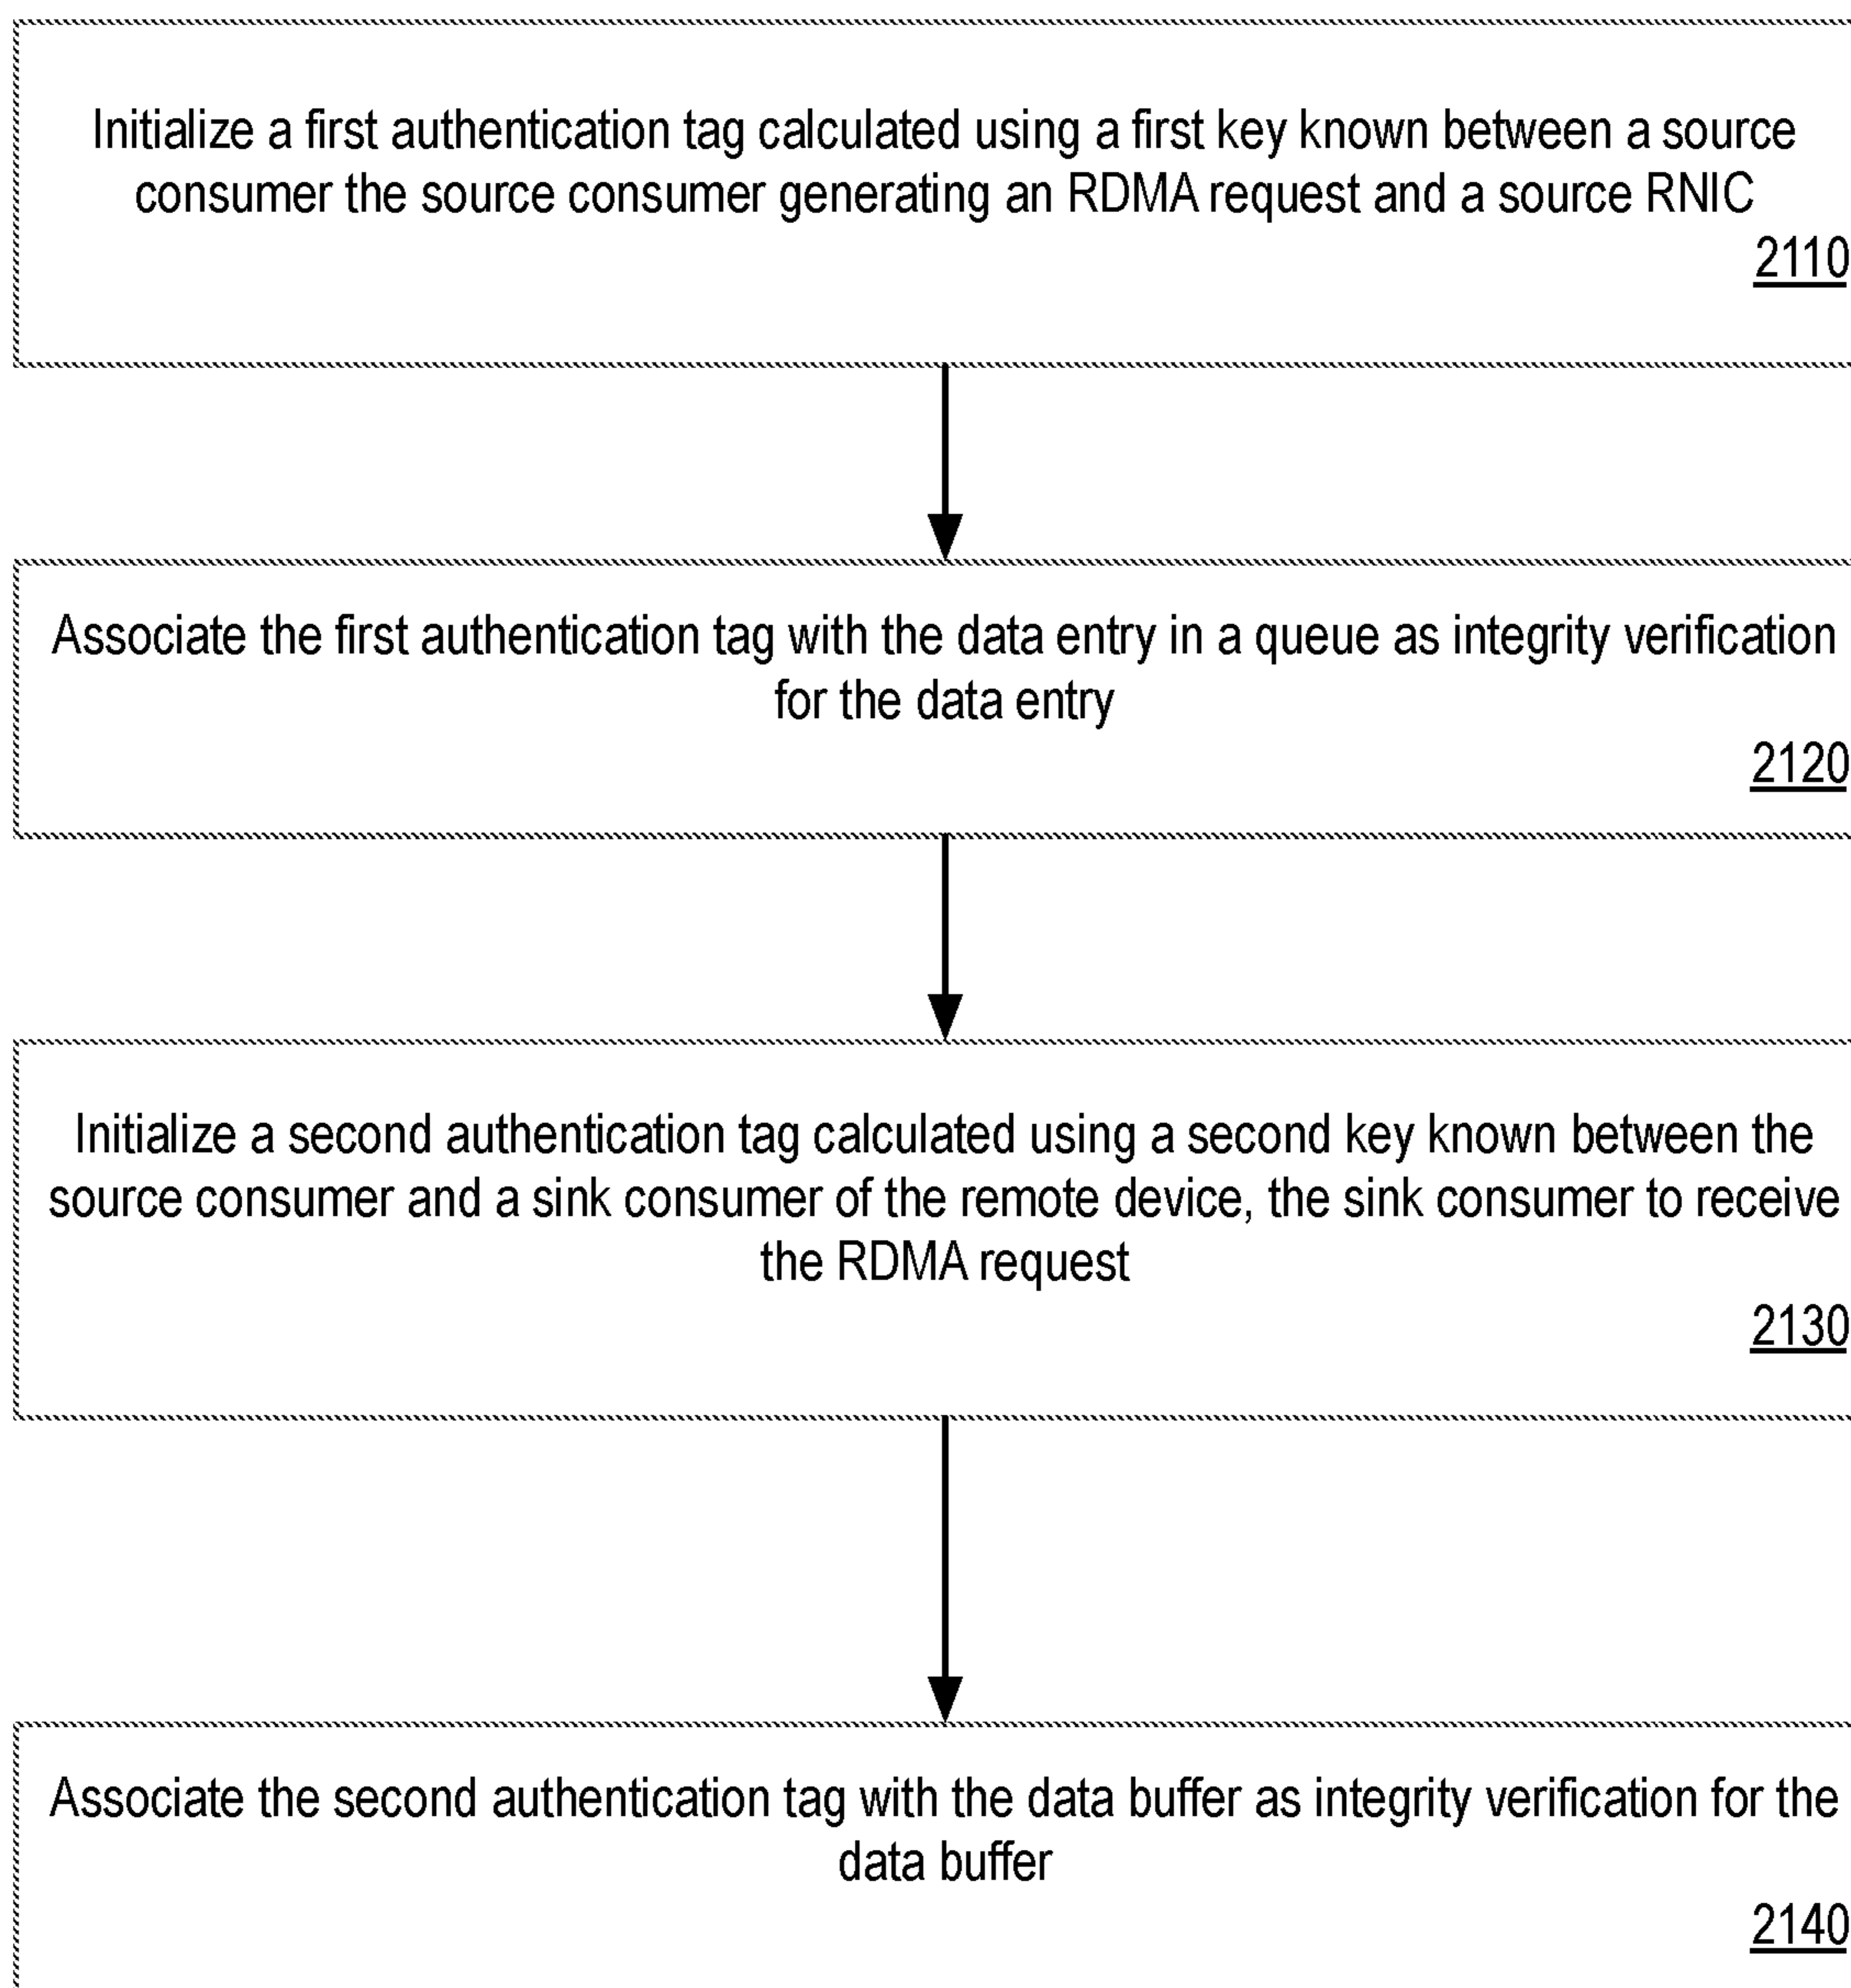 Initialize a first authentication tag calculated using a first key known between a source
consumer the source consumer generating an RDMA request and a source RNIC
2110
Associate the first authentication tag with the data entry in a queue as integrity verification
for the data entry
2120
Initialize a second authentication tag calculated using a second key known between the
source consumer and a sink consumer of the remote device, the sink consumer to receive
the RDMA request
2130
Associate the second authentication tag with the data buffer as integrity verification for the
data buffer
2140